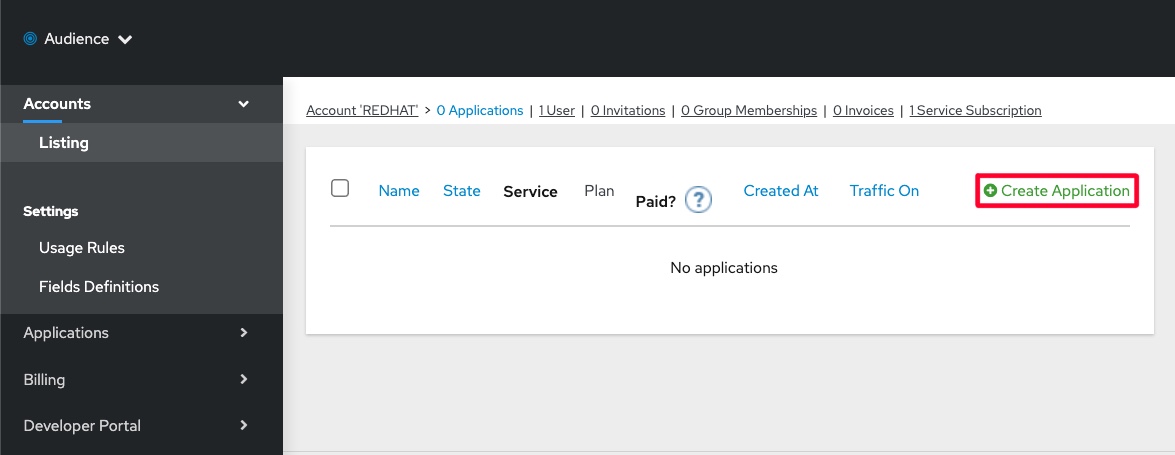 Audience
Accounts
Listing
Settings
Usage Rules
Fields Definitions
Applications
Billing
Developer Portal
Account 'REDHAT' > 0 Applications | 1 User | 0 Invitations | 0 Group Memberships | 0 Invoices | 1 Service Subscription
Name State Service Plan Paid? ? Created At Traffic On Create Application
No applications